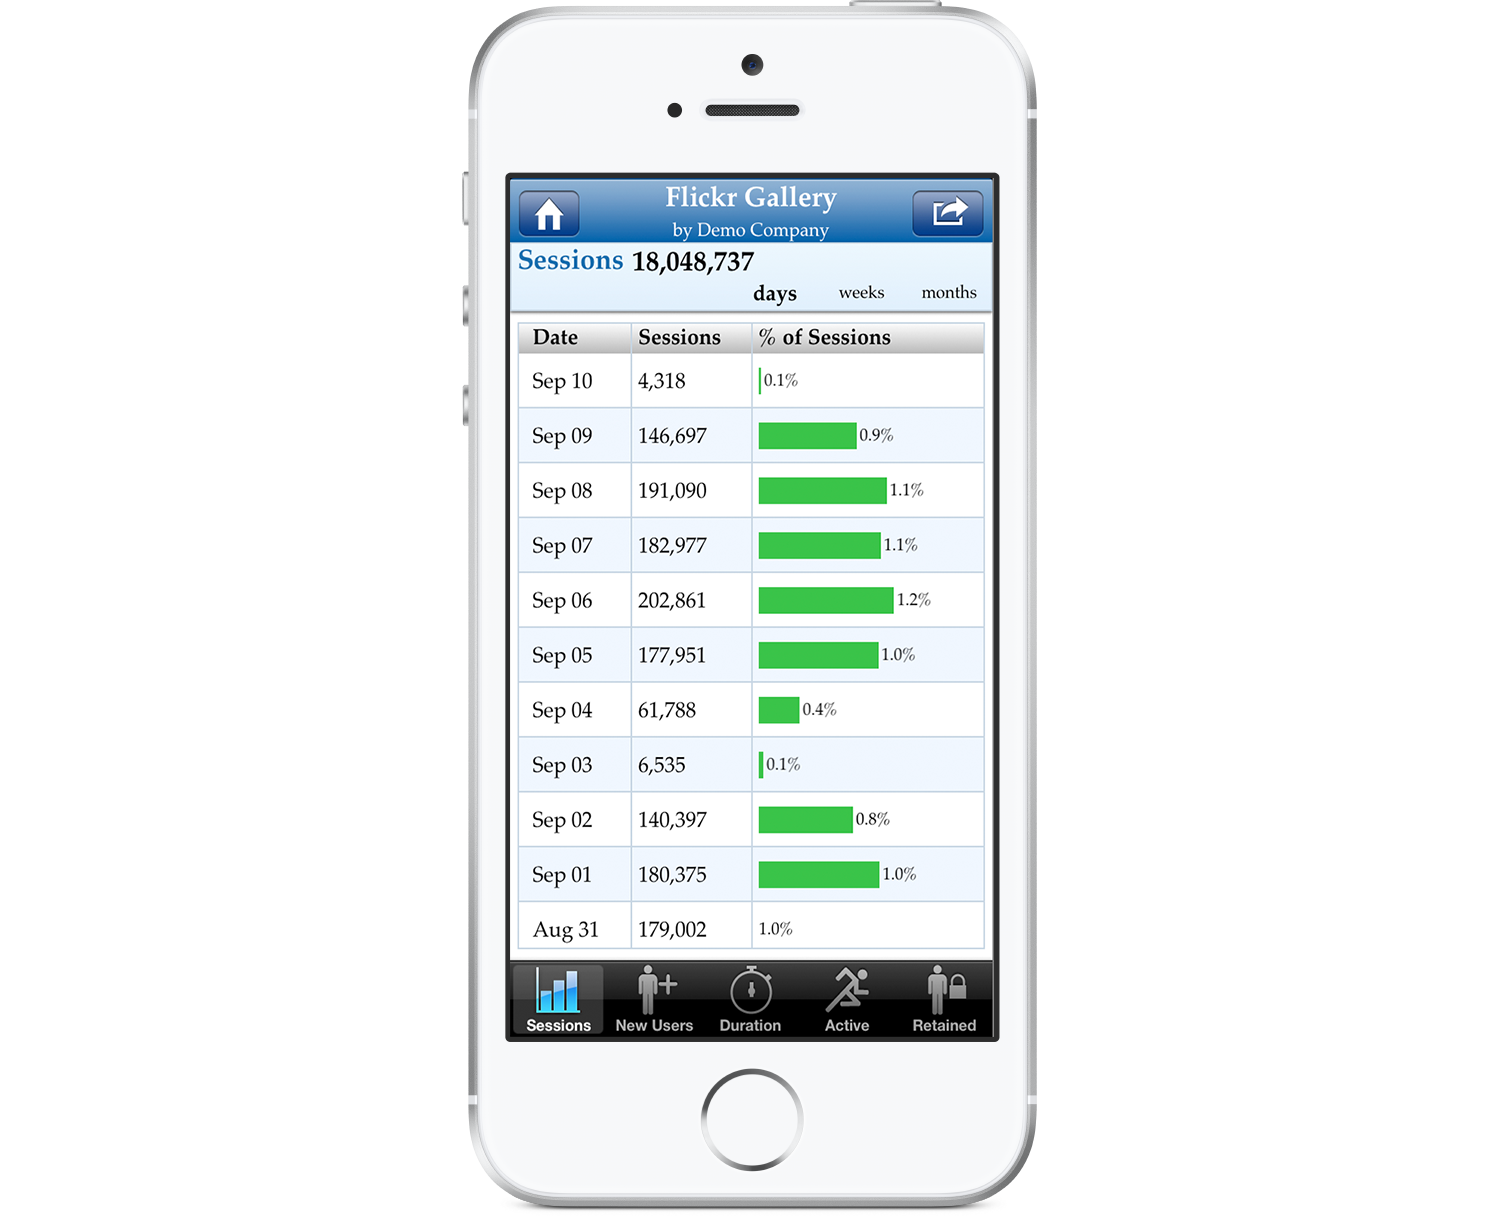 Flickr Gallery
by Demo Company
Sessions 18,048,737
days weeks months
Date Sessions % of Sessions
Sep 10 4,318 0.1%
Sep 09 146,697 0.9%
Sep 08 191,090 1.1%
Sep 07 182,977 1.1%
Sep 06 202,861 1.2%
Sep 05 177,951 1.0%
Sep 04 61,788 0.4%
Sep 03 6,535 0.1%
Sep 02 140,397 0.8%
Sep 01 180,375 1.0%
Aug 31 179,002 1.0%
Sessions New Users Duration Active Retained